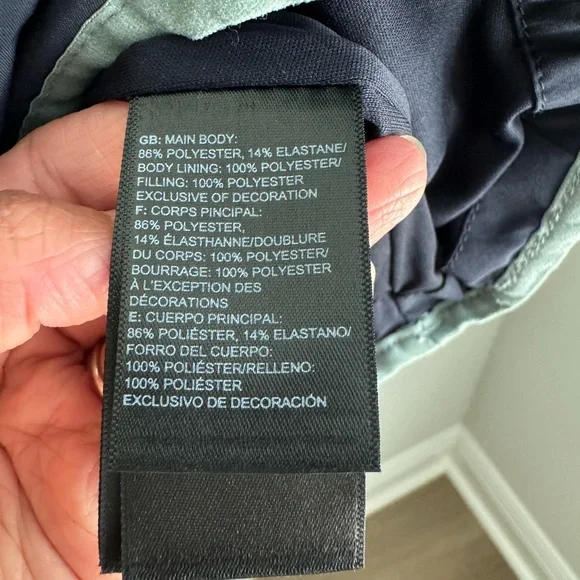 GB: MAIN BODY:
86% POLYESTER, 14% ELASTANE/
BODY LINING: 100% POLYESTER/
FILLING: 100% POLYESTER
EXCLUSIVE OF DECORATION
F: CORPS PINCIPAL:
86% POLYESTER,
14% ÉLASTHANNE/DOUBLURE
DU CORPS: 100% POLYESTER/
BOURRAGE: 100% POLYESTER
À L'EXCEPTION DES
DÉCORATIONS
E: CUERPO PRINCIPAL:
86% POLIÉSTER, 14% ELASTANO/
FORRO DEL CUERPO:
100% POLIÉSTER/RELLENO:
100% POLIÉSTER
EXCLUSIVO DE DECORACIÓN